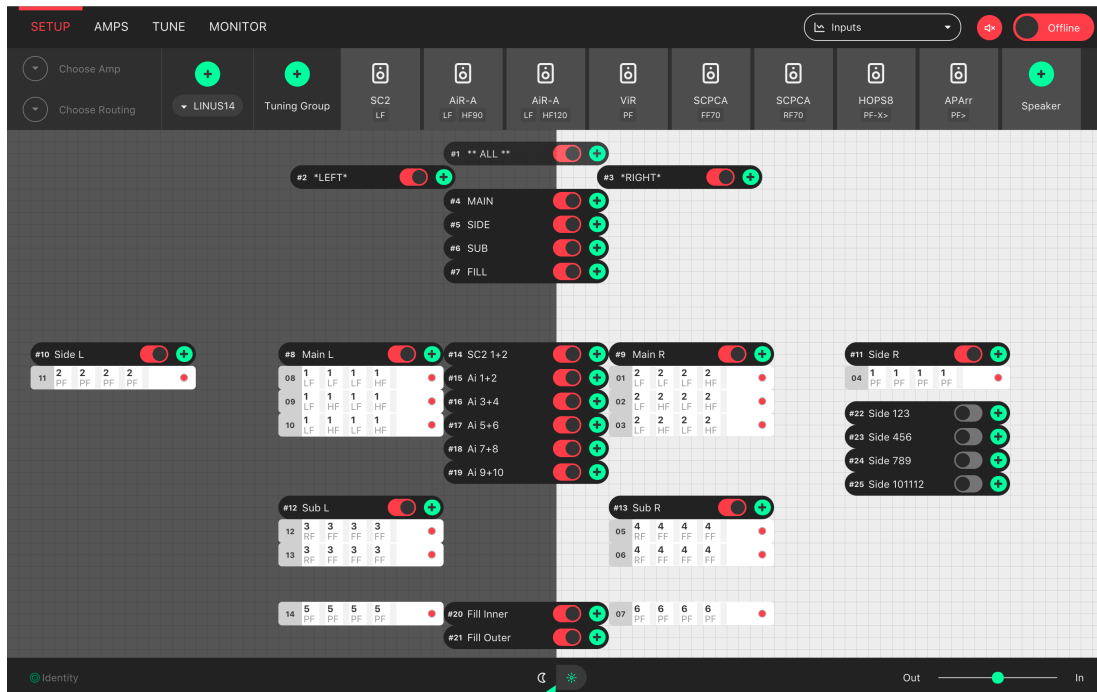 SETUP AMPS TUNE MONITOR Inputs Offline
Choose Amp
Choose Routing
LINUS14
Tuning Group
SC2
LF
AiR-A
LF HF90
AiR-A
LF HF120
ViR
PF
SCPCA
FF70
SCPCA
RF70
HOPS8
PF-X>
APArr
PF>
Speaker
#1 ** ALL **
#2 *LEFT*
#3 *RIGHT*
#4 MAIN
#5 SIDE
#6 SUB
#7 FILL
#10 Side L
11 2 2 2 2
PF PF PF PF
#8 Main L
08 1 1 1 1
LF LF LF HF
09 1 1 1 1
LF HF LF HF
10 1 1 1 1
LF HF LF HF
#14 SC2 1+2
#15 Ai 1+2
#16 Ai 3+4
#17 Ai 5+6
#18 Ai 7+8
#19 Ai 9+10
#9 Main R
01 2 2 2 2
LF LF LF HF
02 2 2 2 2
LF HF LF HF
03 2 2 2 2
LF HF LF HF
#11 Side R
04 1 1 1 1
PF PF PF PF
#22 Side 123
#23 Side 456
#24 Side 789
#25 Side 101112
#12 Sub L
12 3 3 3 3
RF FF FF FF
13 3 3 3 3
RF FF FF FF
#13 Sub R
05 4 4 4 4
RF FF FF FF
06 4 4 4 4
RF FF FF FF
14 5 5 5 5
PF PF PF PF
#20 Fill Inner
#21 Fill Outer
07 6 6 6 6
PF PF PF PF
Identity
Out In